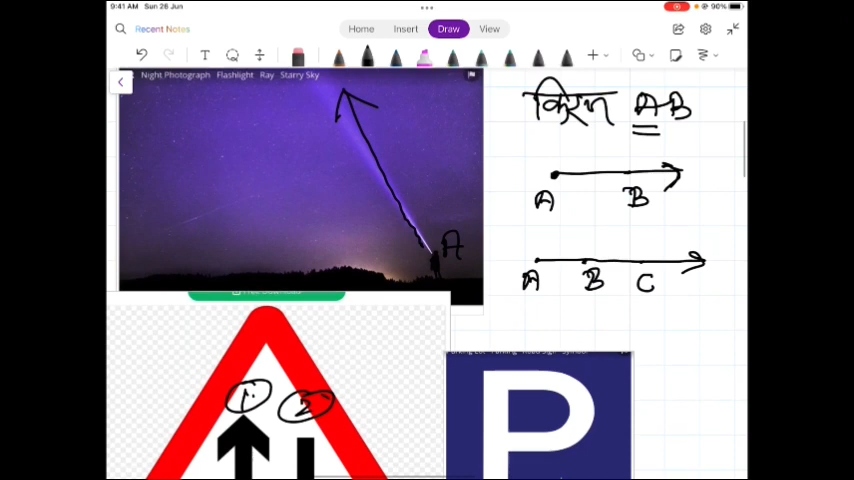 9:41 AM Sun 26 Jun
90%
Recent Notes
Home Insert Draw View
T
Night Photograph Flashlight Ray Starry Sky
A
किरण AB
A B
A B C
1
2
P